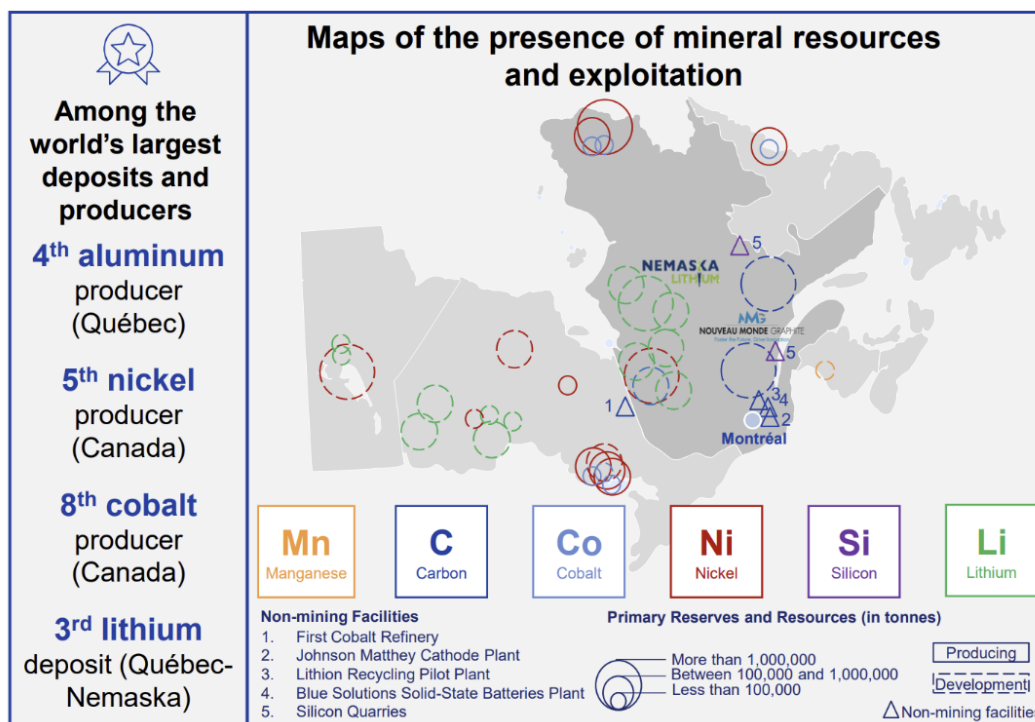 Among the
world's largest
deposits and
producers
4th aluminum
producer
(Québec)
5th nickel
producer
(Canada)
8th cobalt
producer
(Canada)
3rd lithium
deposit (Québec-
Nemaska)
Maps of the presence of mineral resources
and exploitation
5
NEMASKA
LITHIUM
NMG
NOUVEAU MONDE GRAPHITE
5
3
4
1
2
Montréal
Mn
Manganese
C
Carbon
Co
Cobalt
Ni
Nickel
Si
Silicon
Li
Lithium
Non-mining Facilities
1. First Cobalt Refinery
2. Johnson Matthey Cathode Plant
3. Lithion Recycling Pilot Plant
4. Blue Solutions Solid-State Batteries Plant
5. Silicon Quarries
Primary Reserves and Resources (in tonnes)
More than 1,000,000
Between 100,000 and 1,000,000
Less than 100,000
Producing
Development
Non-mining facilities